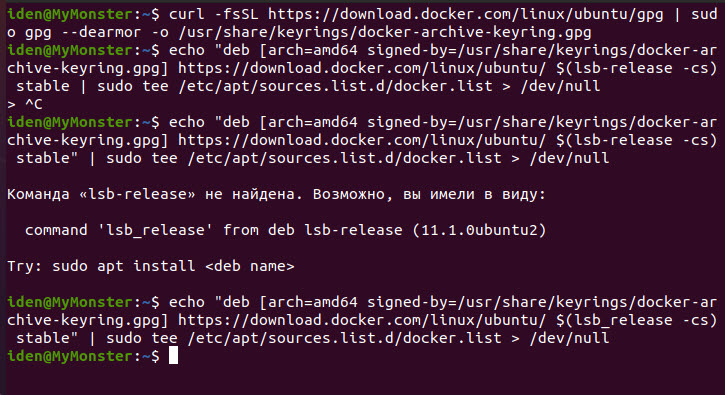 iden@MyMonster:~$ curl -fsSL https://download.docker.com/linux/ubuntu/gpg | sud
o gpg --dearmor -o /usr/share/keyrings/docker-archive-keyring.gpg
iden@MyMonster:~$ echo "deb [arch=amd64 signed-by=/usr/share/keyrings/docker-ar
chive-keyring.gpg] https://download.docker.com/linux/ubuntu/ $(lsb-release -cs)
 stable | sudo tee /etc/apt/sources.list.d/docker.list > /dev/null
> ^C
iden@MyMonster:~$ echo "deb [arch=amd64 signed-by=/usr/share/keyrings/docker-ar
chive-keyring.gpg] https://download.docker.com/linux/ubuntu/ $(lsb-release -cs)
 stable" | sudo tee /etc/apt/sources.list.d/docker.list > /dev/null
Команда «lsb-release» не найдена. Возможно, вы имели в виду:
  command 'lsb_release' from deb lsb-release (11.1.0ubuntu2)
Try: sudo apt install <deb name>
iden@MyMonster:~$ echo "deb [arch=amd64 signed-by=/usr/share/keyrings/docker-ar
chive-keyring.gpg] https://download.docker.com/linux/ubuntu/ $(lsb_release -cs)
 stable" | sudo tee /etc/apt/sources.list.d/docker.list > /dev/null
iden@MyMonster:~$